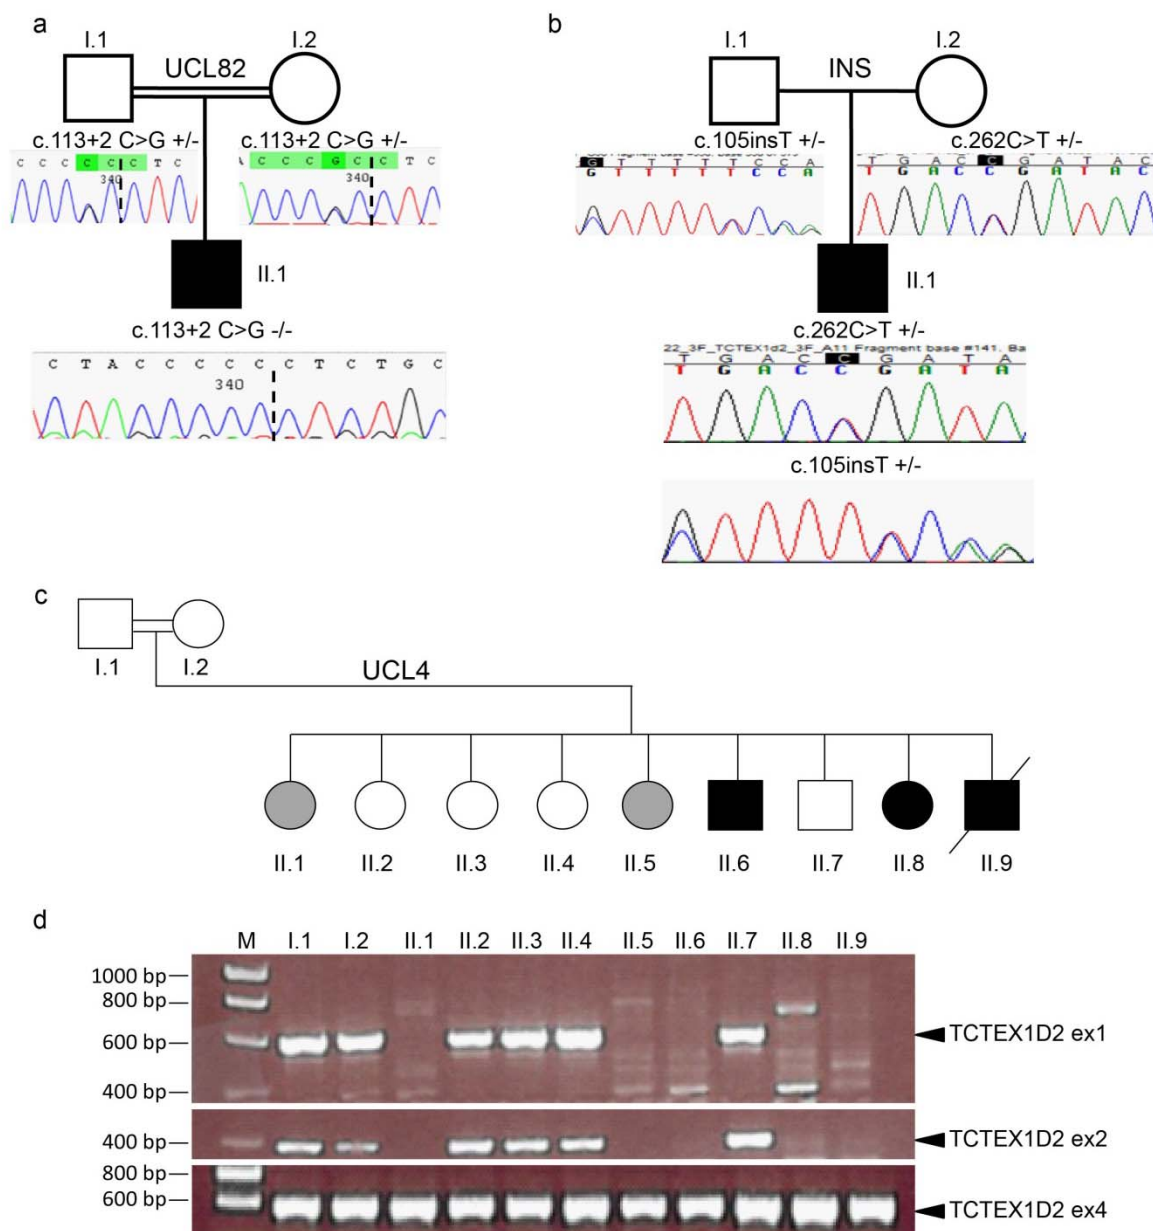 a
I.1
I.2
UCL82
c.113+2 C>G +/-
c.113+2 C>G +/-
C C C C C C T C
340
C C C G C C T C
340
II.1
c.113+2 C>G -/-
C T A C C C C C C T C T G C
340
b
I.1
I.2
INS
c.105insT +/-
c.262C>T +/-
G T T T T T C C A
G T T T T T C C A
T G A C C G A T A C
T G A C C G A T A C
II.1
c.262C>T +/-
22_3F_TCTEX1d2_3F_A11 Fragment base #141. Ba
T G A C C G A T A
T G A C C G A T A
c.105insT +/-
c
I.1
I.2
UCL4
II.1 II.2 II.3 II.4 II.5 II.6 II.7 II.8 II.9
d
M I.1 I.2 II.1 II.2 II.3 II.4 II.5 II.6 II.7 II.8 II.9
1000 bp
800 bp
600 bp
TCTEX1D2 ex1
400 bp
400 bp
TCTEX1D2 ex2
800 bp
600 bp
TCTEX1D2 ex4